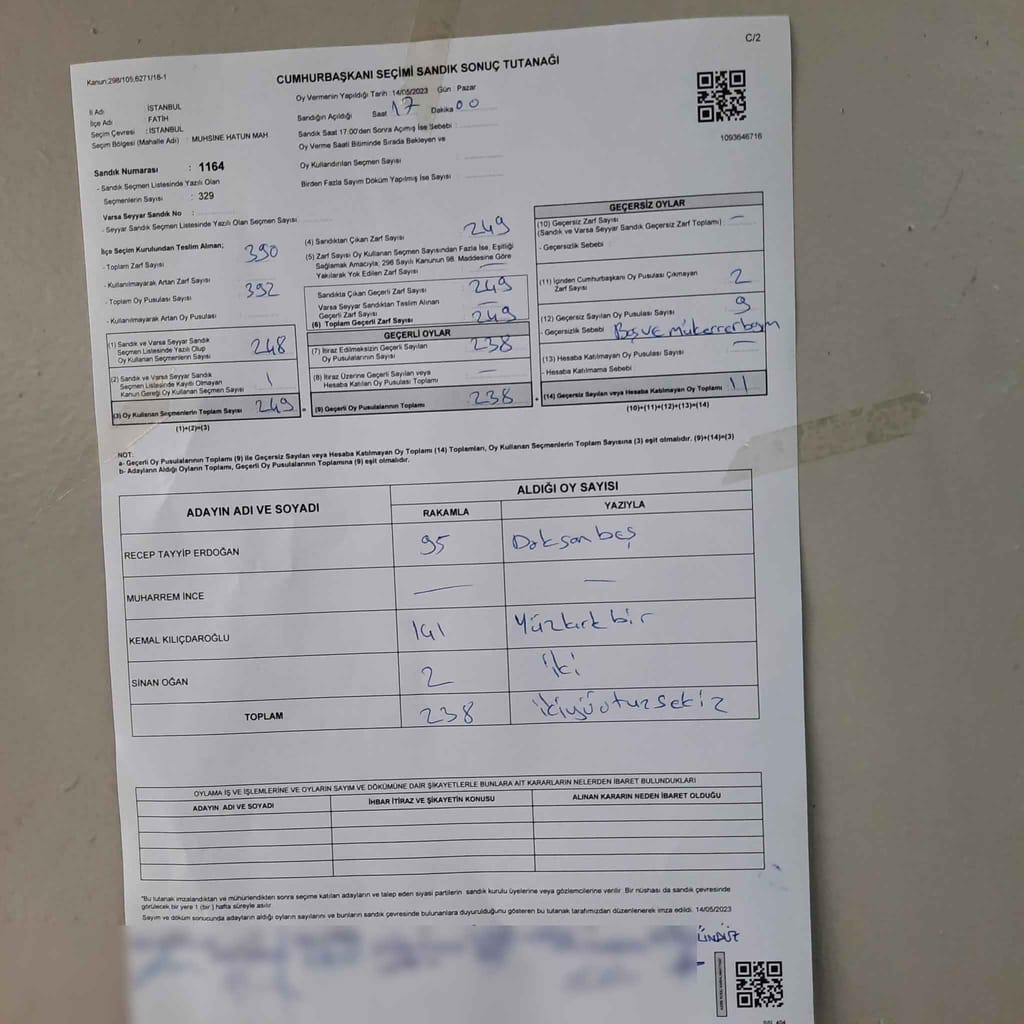 C/2
Kanun:298/105,6271/18-1
CUMHURBAŞKANI SEÇİMİ SANDIK SONUÇ TUTANAĞI
İl Adı İSTANBUL
İlçe Adı FATİH
Seçim Çevresi : İSTANBUL
Seçim Bölgesi (Mahalle Adı) : MUHSİNE HATUN MAH
Sandık Numarası : 1164
- Sandık Seçmen Listesinde Yazılı Olan
Seçmenlerin Sayısı : 329
Varsa Seyyar Sandık No :
- Seyyar Sandık Seçmen Listesinde Yazılı Olan Seçmen Sayısı
Oy Vermenin Yapıldığı Tarih : 14/05/2023 Gün : Pazar
Sandığın Açıldığı Saat 17 Dakika 00
Sandık Saat 17.00'den Sonra Açımış İse Sebebi :
Oy Verme Saati Bitiminde Sırada Bekleyen ve
Oy Kullandırılan Seçmen Sayısı :
Birden Fazla Sayım Döküm Yapılmış İse Sayısı :
1093646716
İlçe Seçim Kurulundan Teslim Alınan;
- Toplam Zarf Sayısı 390
- Kullanılmayarak Artan Zarf Sayısı
- Toplam Oy Pusulası Sayısı 392
- Kullanılmayarak Artan Oy Pusulası
(1) Sandık ve Varsa Seyyar Sandık
Seçmen Listesinde Yazılı Olup
Oy Kullanan Seçmenlerin Sayısı 248
(2) Sandık ve Varsa Seyyar Sandık
Seçmen Listesinde Kayıtlı Olmayan
Kanun Gereği Oy Kullanan Seçmen Sayısı 1
(3) Oy Kullanan Seçmenlerin Toplam Sayısı 249
(1)+(2)=(3)
(4) Sandıktan Çıkan Zarf Sayısı 249
(5) Zarf Sayısı Oy Kullanan Seçmen Sayısından Fazla İse, Eşitliği
Sağlamak Amacıyla; 298 Sayılı Kanunun 98. Maddesine Göre
Yakılarak Yok Edilen Zarf Sayısı —
Sandıkta Çıkan Geçerli Zarf Sayısı 249
Varsa Seyyar Sandıktan Teslim Alınan
Geçerli Zarf Sayısı —
(6) Toplam Geçerli Zarf Sayısı 249
GEÇERLİ OYLAR
(7) İtiraz Edilmeksizin Geçerli Sayılan
Oy Pusulalarının Sayısı 238
(8) İtiraz Üzerine Geçerli Sayılan veya
Hesaba Katılan Oy Pusulası Toplamı —
(9) Geçerli Oy Pusulalarının Toplamı 238
GEÇERSİZ OYLAR
(10) Geçersiz Zarf Sayısı —
(Sandık ve Varsa Seyyar Sandık Geçersiz Zarf Toplamı)
- Geçersizlik Sebebi
(11) İçinden Cumhurbaşkanı Oy Pusulası Çıkmayan
Zarf Sayısı 2
(12) Geçersiz Sayılan Oy Pusulası Sayısı 9
- Geçersizlik Sebebi Boş ve mükerrer basım
(13) Hesaba Katılmayan Oy Pusulası Sayısı —
- Hesaba Katılmama Sebebi
(14) Geçersiz Sayılan veya Hesaba Katılmayan Oy Toplamı 11
(10)+(11)+(12)+(13)=(14)
NOT:
a- Geçerli Oy Pusulalarının Toplamı (9) ile Geçersiz Sayılan veya Hesaba Katılmayan Oy Toplamı (14) Toplamları, Oy Kullanan Seçmenlerin Toplam Sayısına (3) eşit olmalıdır. (9)+(14)=(3)
b- Adayların Aldığı Oyların Toplamı, Geçerli Oy Pusulalarının Toplamına (9) eşit olmalıdır.
ADAYIN ADI VE SOYADI ALDIĞI OY SAYISI
RAKAMLA YAZIYLA
RECEP TAYYİP ERDOĞAN 95 Doksan beş
MUHARREM İNCE — —
KEMAL KILIÇDAROĞLU 141 Yüzkırk bir
SİNAN OĞAN 2 iki
TOPLAM 238 ikiyüzotuzsekiz
OYLAMA İŞ VE İŞLEMLERİNE VE OYLARIN SAYIM VE DÖKÜMÜNE DAİR ŞİKAYETLERLE BUNLARA AİT KARARLARIN NELERDEN İBARET BULUNDUKLARI
ADAYIN ADI VE SOYADI İHBAR İTİRAZ VE ŞİKAYETİN KONUSU ALINAN KARARIN NEDEN İBARET OLDUĞU
"Bu tutanak imzalandıktan ve mühürlendikten sonra seçime katılan adayların ve talep eden siyasi partilerin sandık kurulu üyelerine veya gözlemcilerine verilir. Bir nüshası da sandık çevresinde
görülecek bir yere 1 (bir) hafta süreyle asılır
Sayım ve döküm sonucunda adayların aldığı oyların sayılarını ve bunların sandık çevresinde bulunanlara duyurulduğunu gösteren bu tutanak tarafımızdan düzenlenerek imza edildi. 14/05/2023